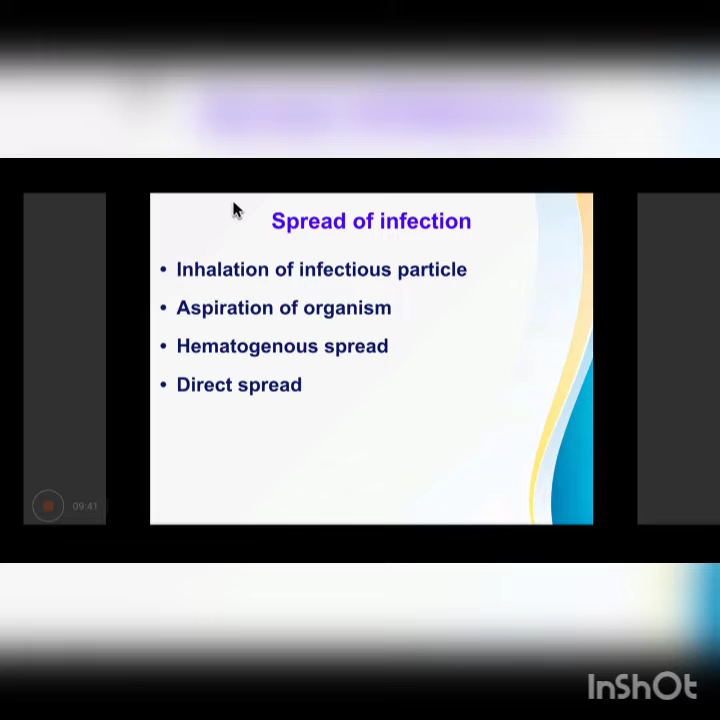 Spread of infection
• Inhalation of infectious particle
• Aspiration of organism
• Hematogenous spread
• Direct spread
09:41
InShOt